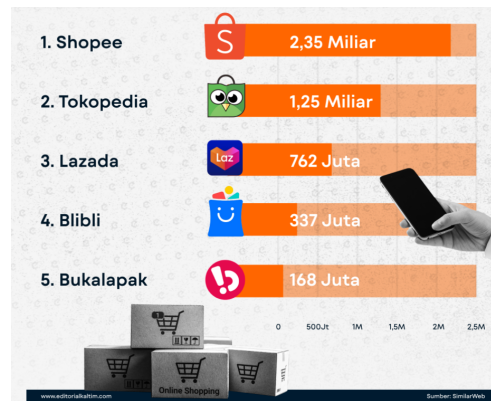 1. Shopee
S
2,35 Miliar
2. Tokopedia
1,25 Miliar
3. Lazada
Laz
762 Juta
4. Blibli
337 Juta
5. Bukalapak
168 Juta
0 500Jt 1M 1,5M 2M 2,5M
1
Online Shopping
www.editorialkaltim.com
Sumber: SimilarWeb